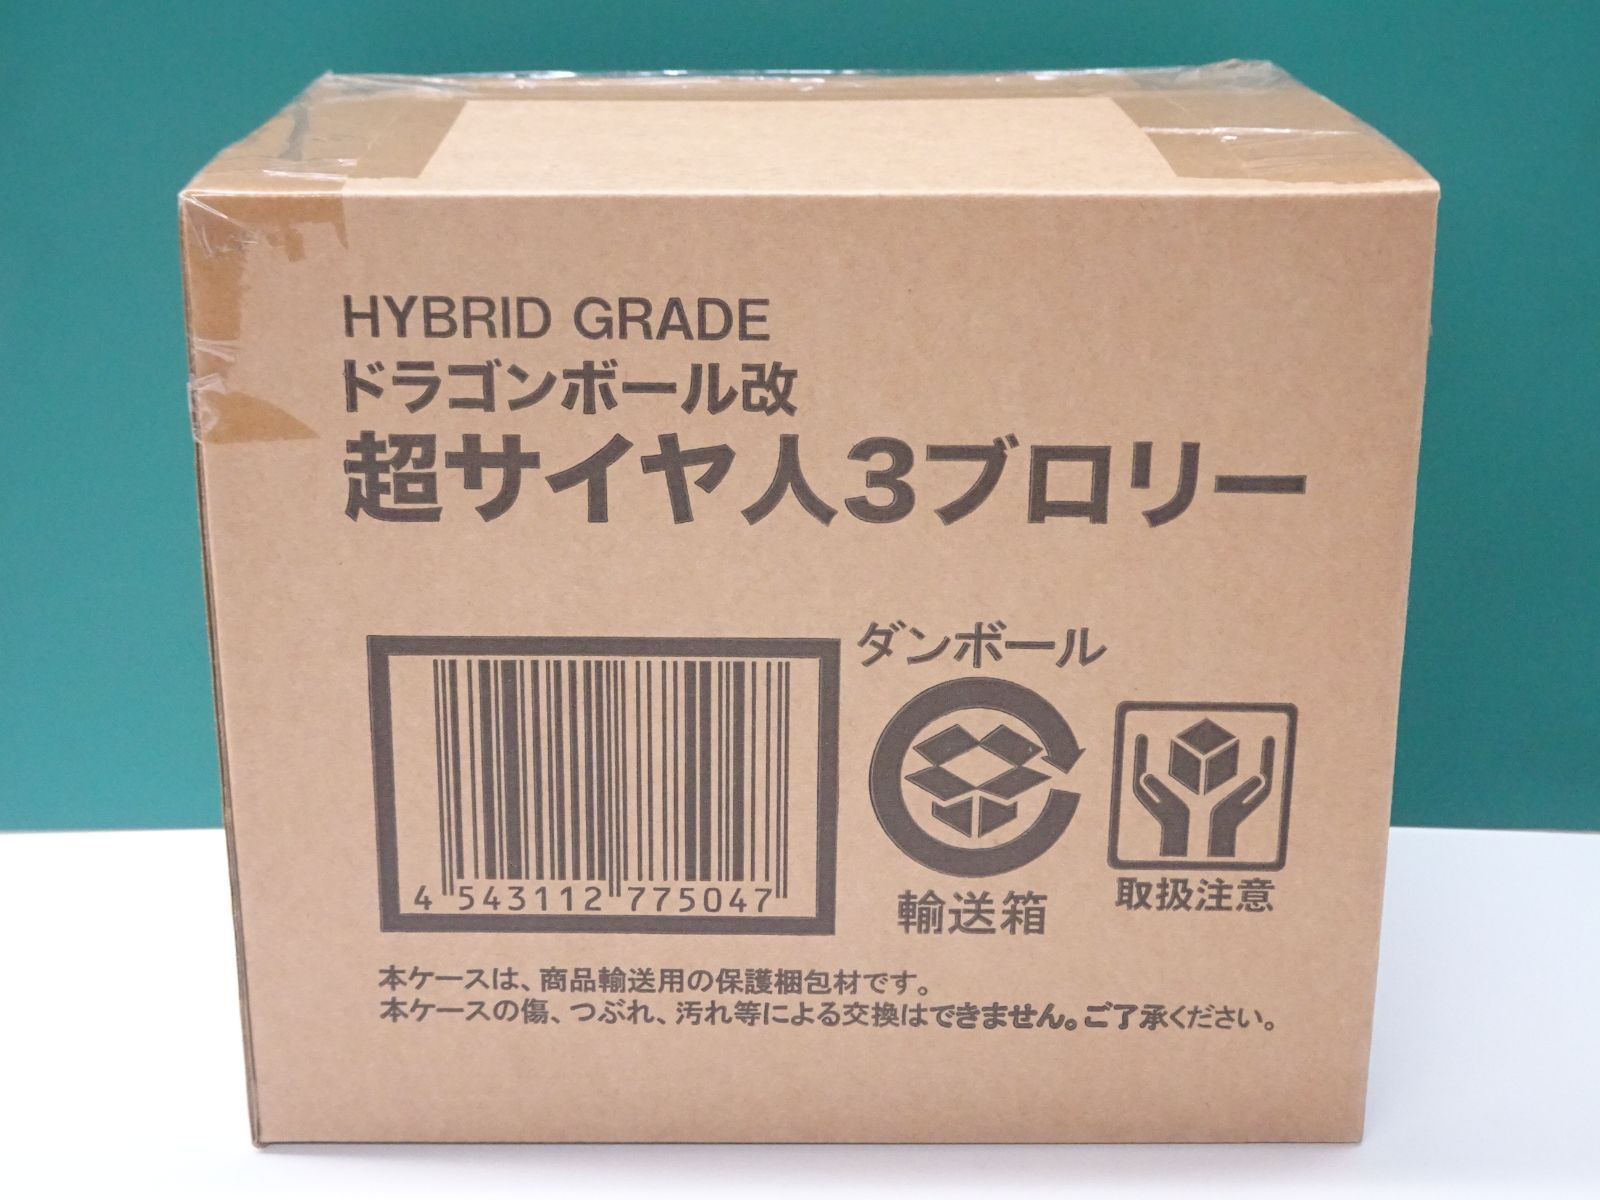 HYBRID GRADE
ドラゴンボール改
超サイヤ人3ブロリー
ダンボール
4 543112 775047
輸送箱
取扱注意
本ケースは、商品輸送用の保護梱包材です。
本ケースの傷、つぶれ、汚れ等による交換はできません。ご了承ください。